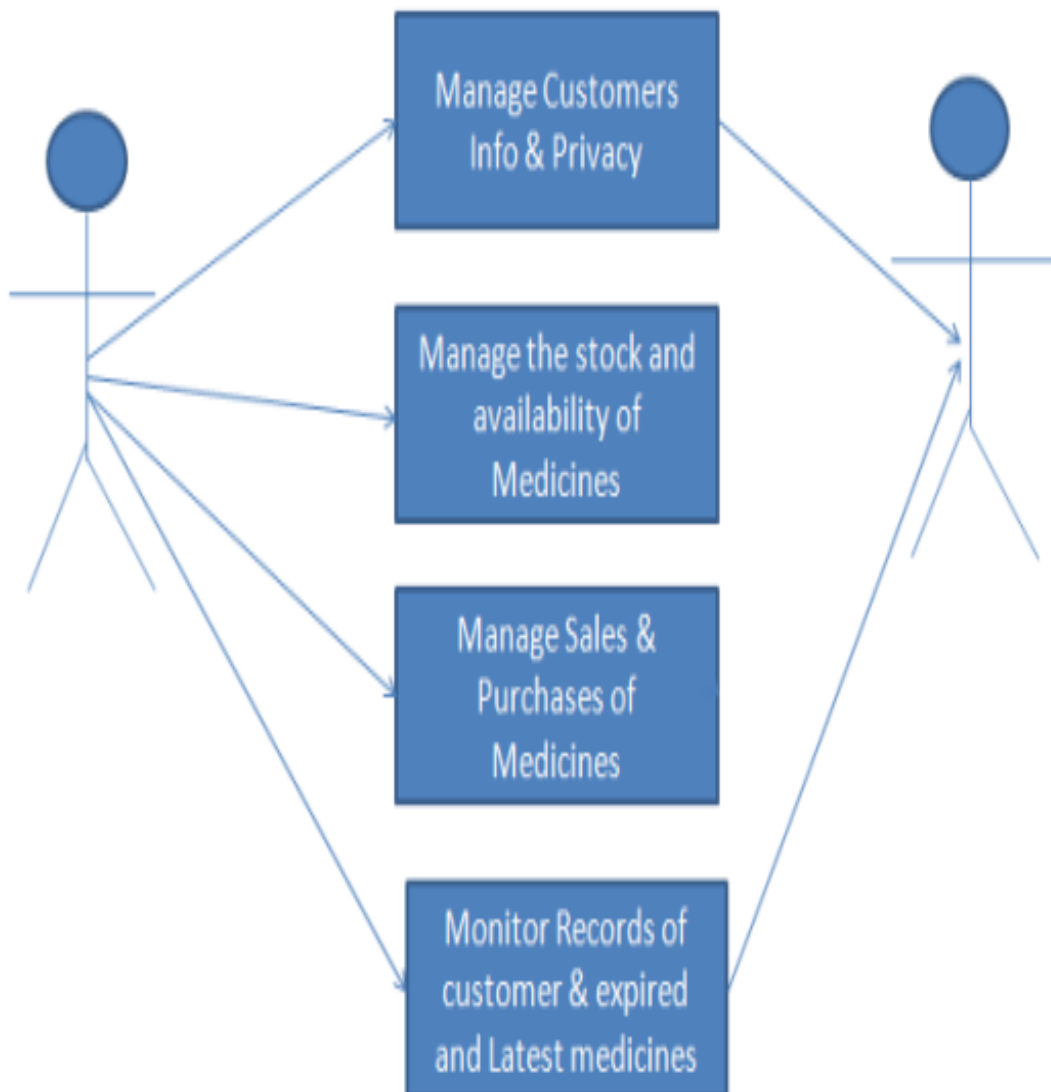 Manage Customers
Info & Privacy
Manage the stock and
availability of
Medicines
Manage Sales &
Purchases of
Medicines
Monitor Records of
customer & expired
and Latest medicines